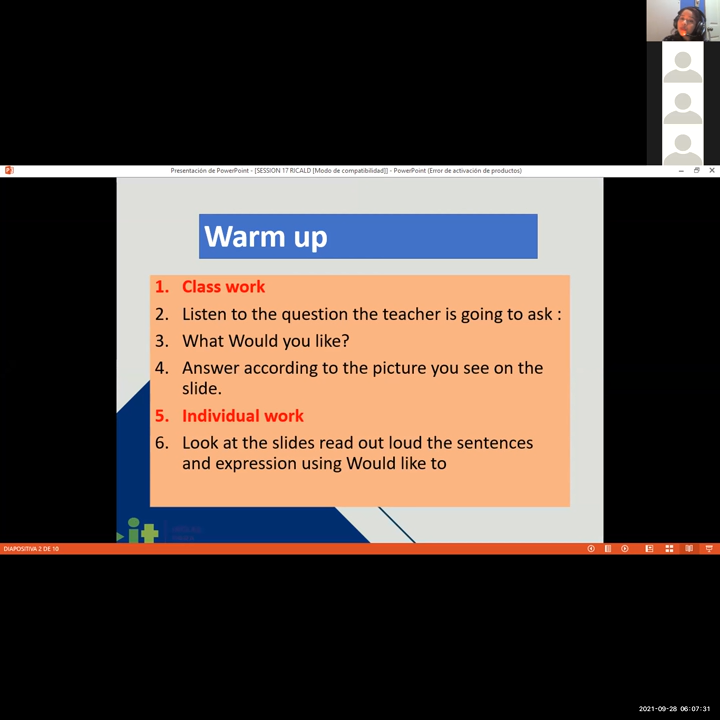 Presentación de PowerPoint - [SESSION 17 RICALD [Modo de compatibilidad]] - PowerPoint (Error de activación de productos)
Warm up
1. Class work
2. Listen to the question the teacher is going to ask :
3. What Would you like?
4. Answer according to the picture you see on the
slide.
5. Individual work
6. Look at the slides read out loud the sentences
and expression using Would like to
it
DIAPOSITIVA 2 DE 10
2021-09-28 06:07:31